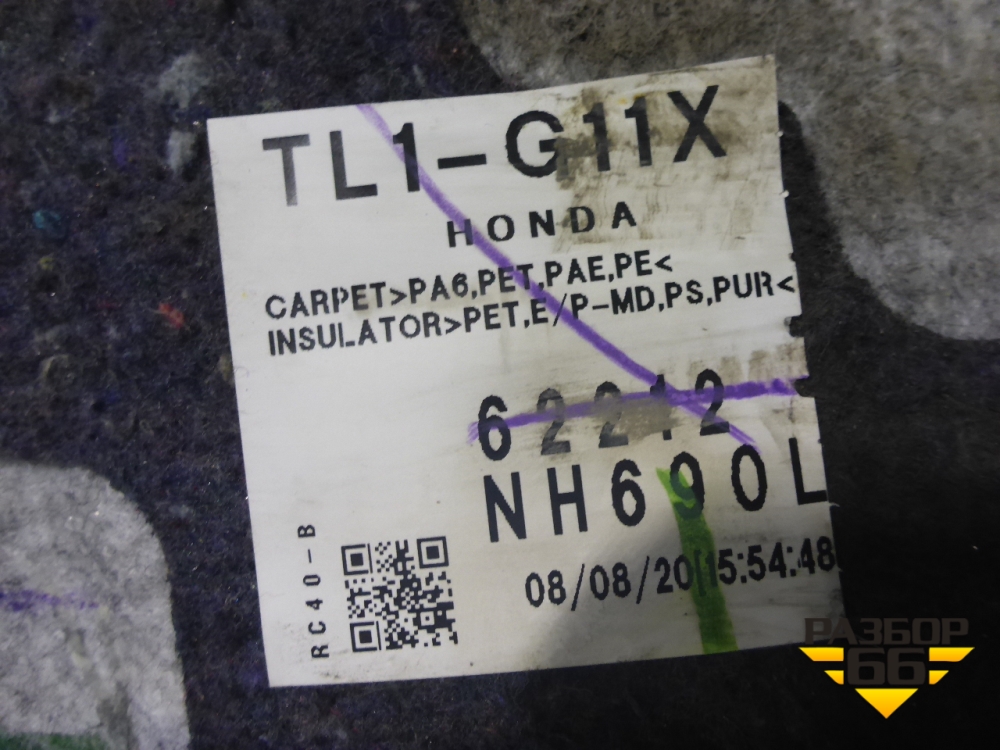 TL1-G11X
HONDA
CARPET>PA6,PET,PAE,PE<
INSULATOR>PET,E/P-MD,PS,PUR<
62212
NH690L
08/08/20 15:54:48
RC40-B
РАЗБОР
66